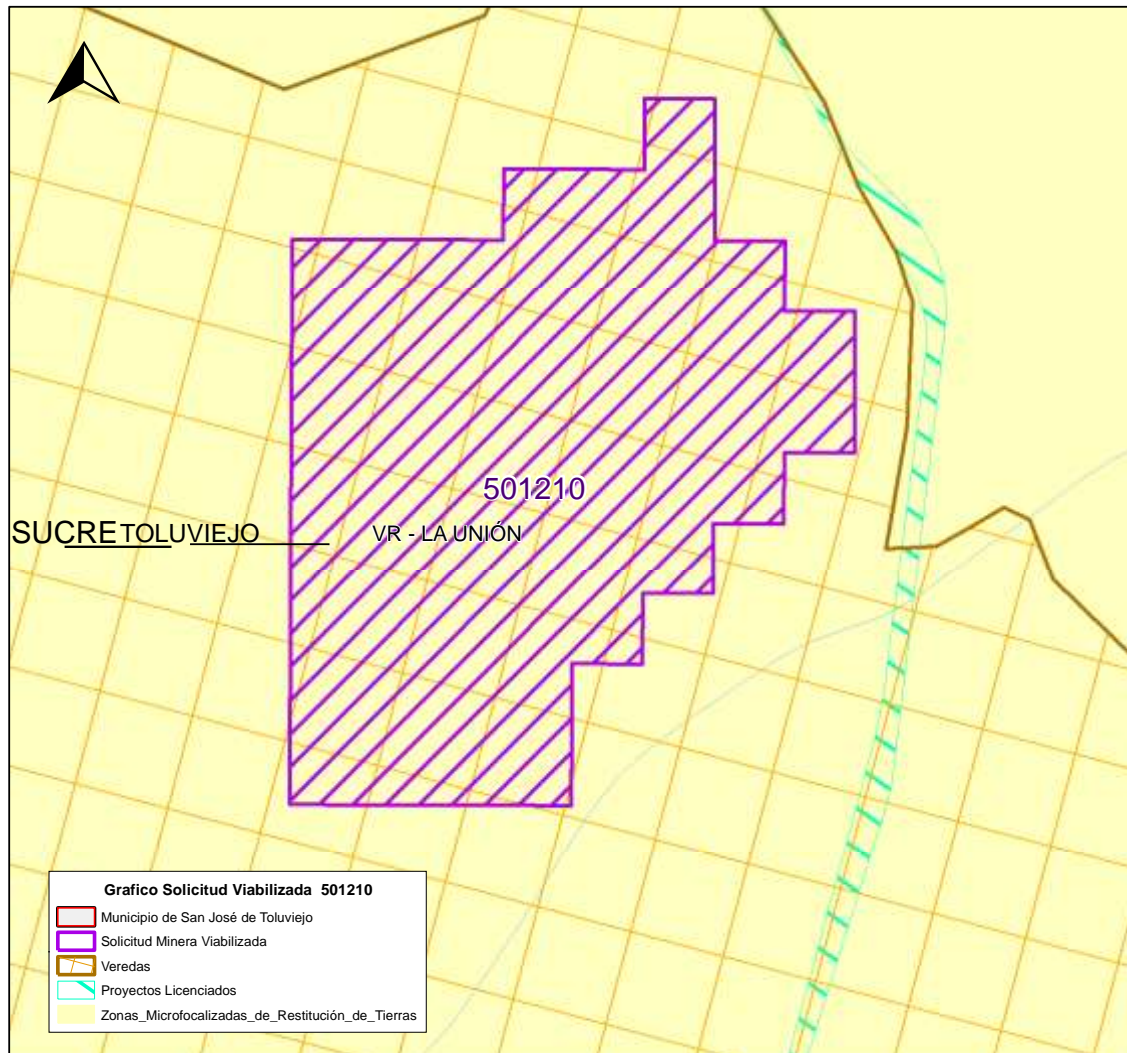 501210
SUCRE TOLUVIEJO
VR - LA UNIÓN
Grafico Solicitud Viabilizada 501210
Municipio de San José de Toluviejo
Solicitud Minera Viabilizada
Veredas
Proyectos Licenciados
Zonas_Microfocalizadas_de_Restitución_de_Tierras